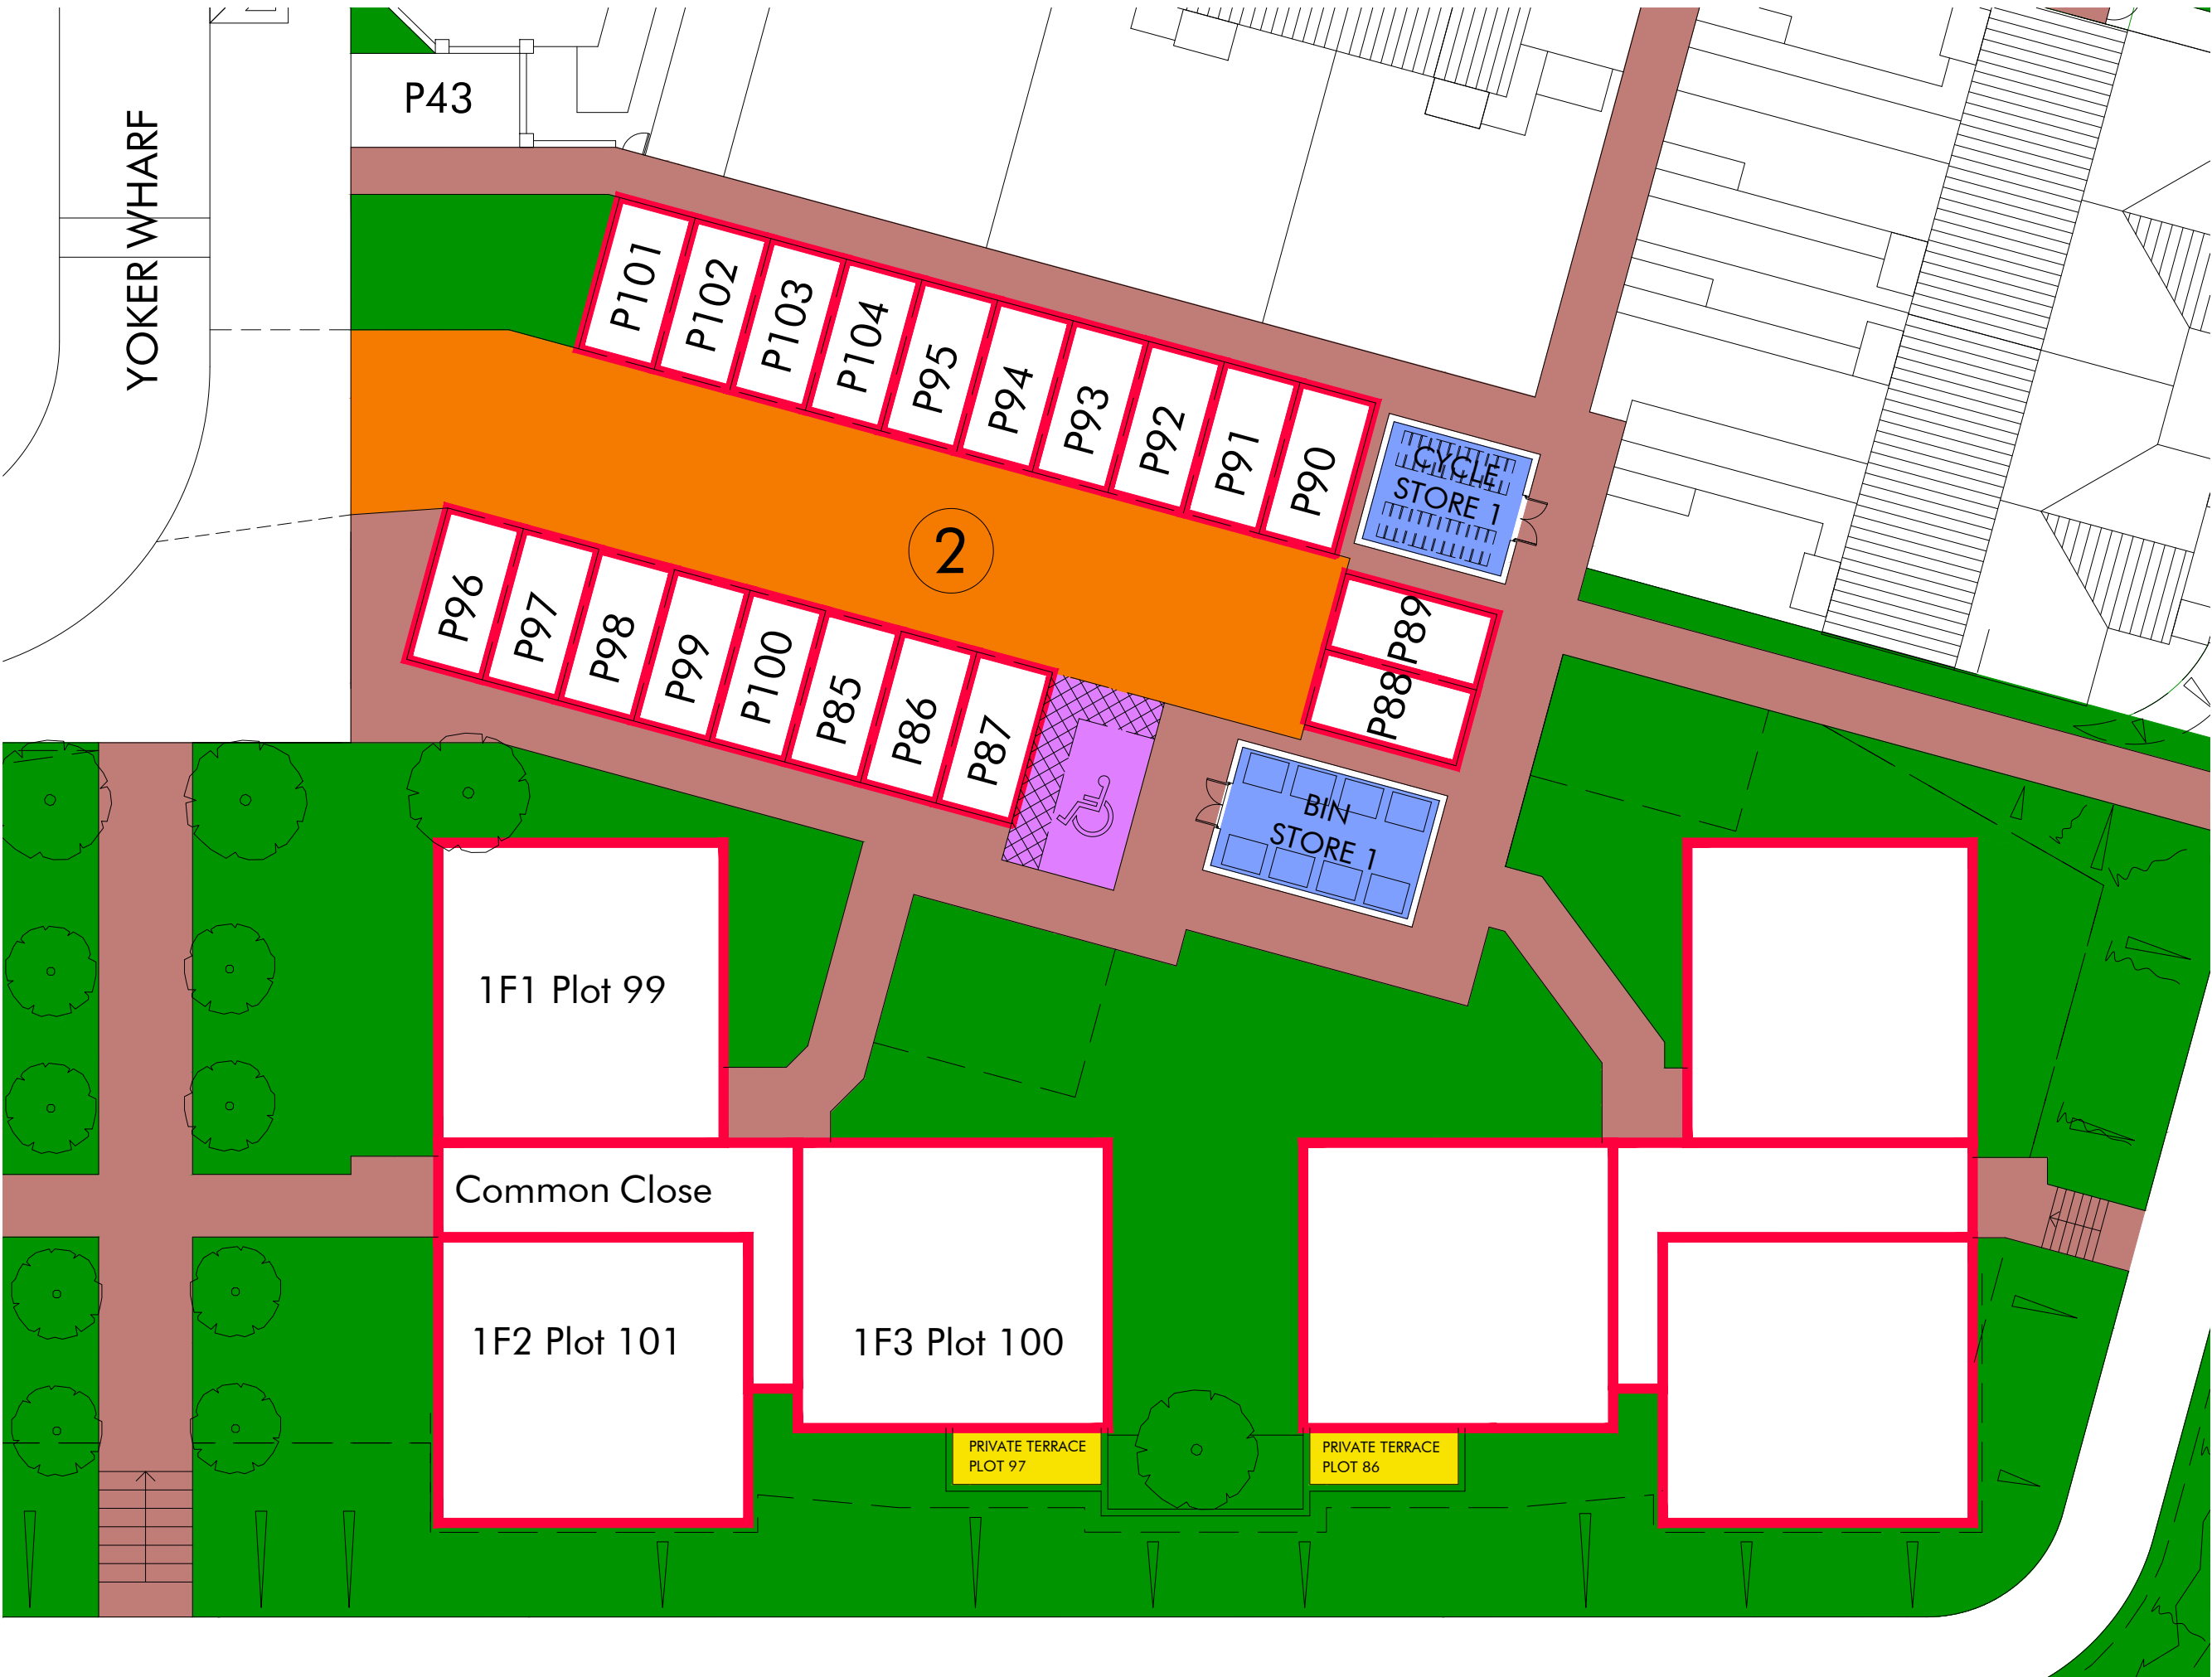 P43
YOKER WHARF
P101
P102
P103
P104
P95
P94
P93
P92
P91
P90
CYCLE
STORE 1
2
P96
P97
P98
P99
P100
P85
P86
P87
P89
P88
BIN
STORE 1
1F1 Plot 99
Common Close
1F2 Plot 101
1F3 Plot 100
PRIVATE TERRACE
PLOT 97
PRIVATE TERRACE
PLOT 86